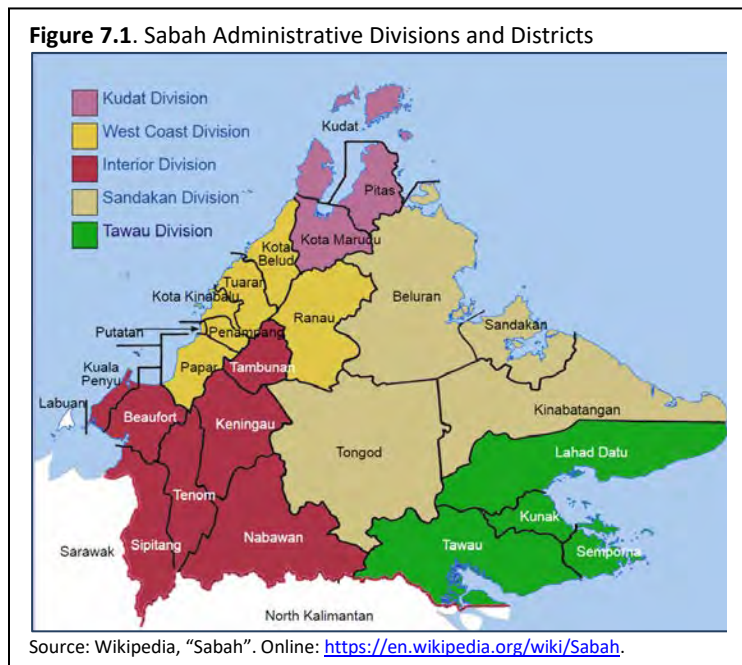 Figure 7.1. Sabah Administrative Divisions and Districts
Kudat Division
West Coast Division
Interior Division
Sandakan Division
Tawau Division
Kudat
Pitas
Kota Marudu
Kota
Belud
Tuaran
Kota Kinabalu
Ranau
Beluran
Sandakan
Putatan
Penampang
Kuala
Penyu
Papar
Tambunan
Labuan
Beaufort
Keningau
Kinabatangan
Tongod
Lahad Datu
Tenom
Kunak
Sarawak
Sipitang
Nabawan
Tawau
Semporna
North Kalimantan
Source: Wikipedia, “Sabah”. Online: https://en.wikipedia.org/wiki/Sabah.